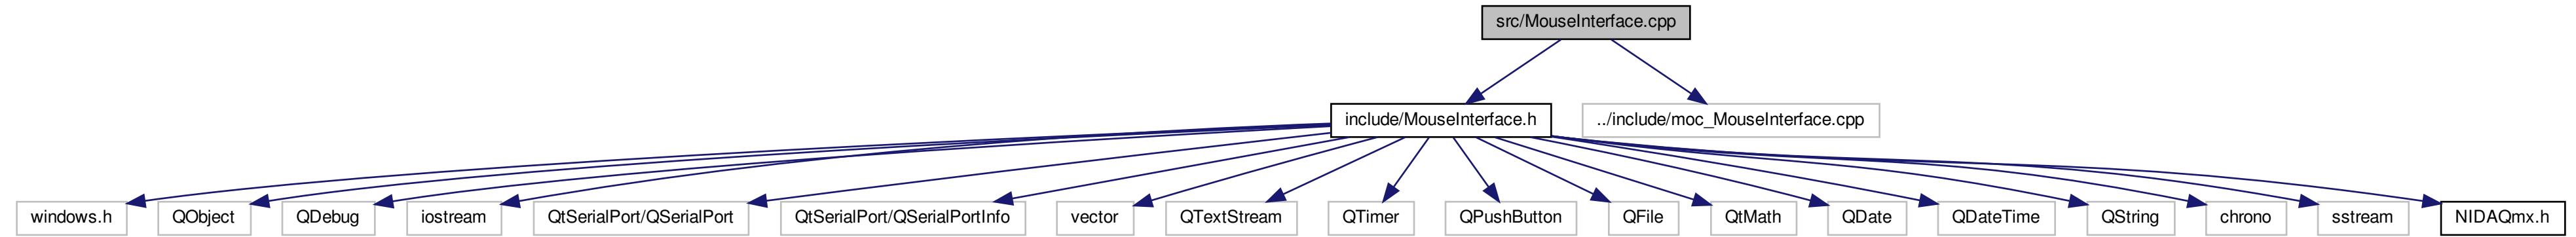 src/MouseInterface.cpp
include/MouseInterface.h
../include/moc_MouseInterface.cpp
windows.h
QObject
QDebug
iostream
QtSerialPort/QSerialPort
QtSerialPort/QSerialPortInfo
vector
QTextStream
QTimer
QPushButton
QFile
QtMath
QDate
QDateTime
QString
chrono
sstream
NIDAQmx.h